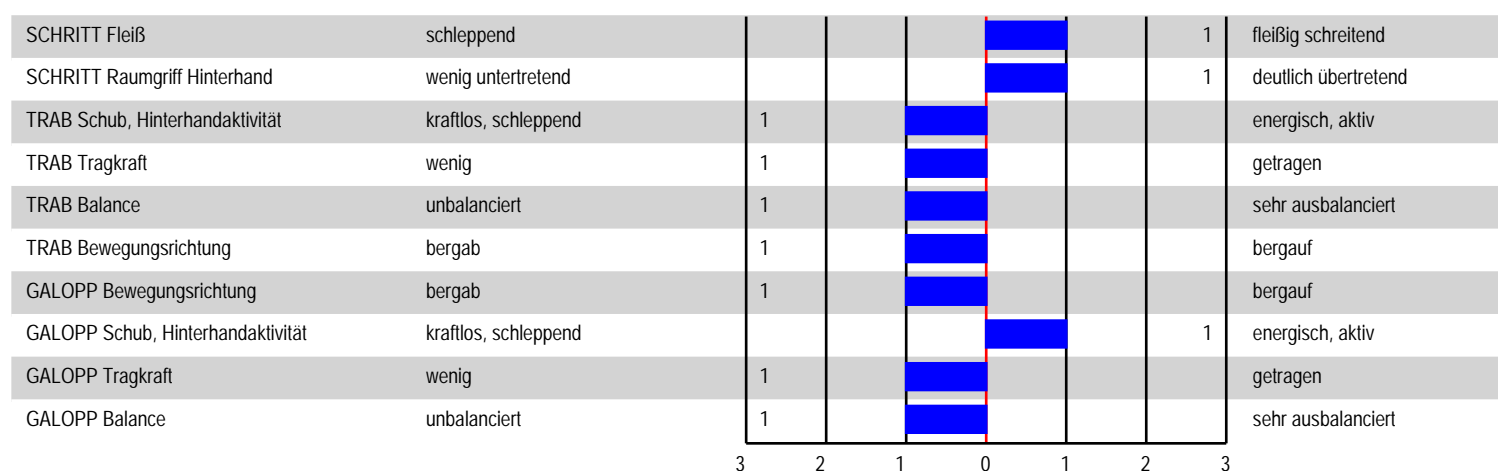 SCHRITT Fleiß schleppend 1 fleißig schreitend
SCHRITT Raumgriff Hinterhand wenig untertretend 1 deutlich übertretend
TRAB Schub, Hinterhandaktivität kraftlos, schleppend 1 energisch, aktiv
TRAB Tragkraft wenig 1 getragen
TRAB Balance unbalanciert 1 sehr ausbalanciert
TRAB Bewegungsrichtung bergab 1 bergauf
GALOPP Bewegungsrichtung bergab 1 bergauf
GALOPP Schub, Hinterhandaktivität kraftlos, schleppend 1 energisch, aktiv
GALOPP Tragkraft wenig 1 getragen
GALOPP Balance unbalanciert 1 sehr ausbalanciert
3 2 1 0 1 2 3